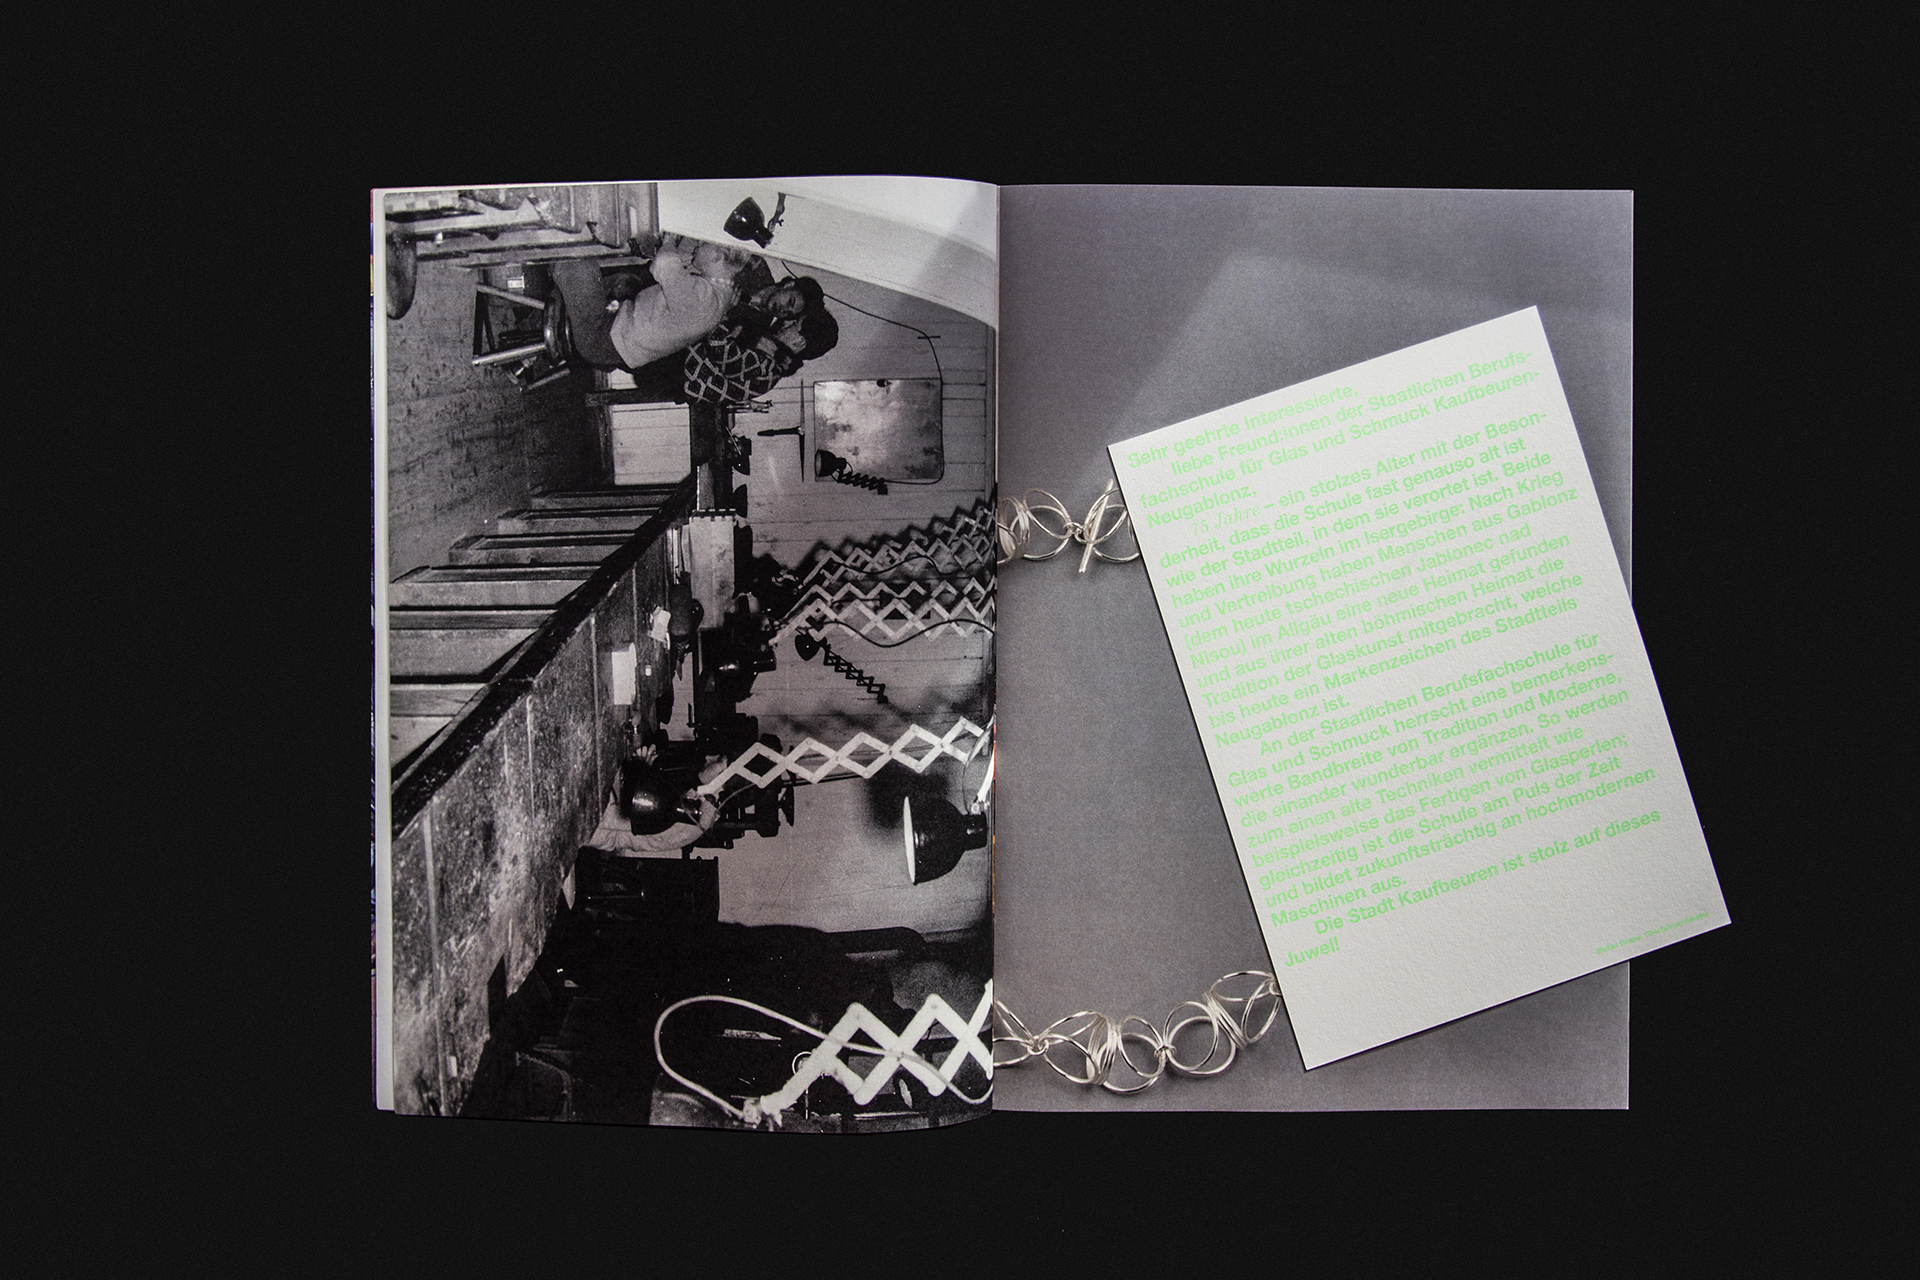 Sehr geehrte Interessierte,
liebe Freund:innen der Staatlichen Berufs-
fachschule für Glas und Schmuck Kaufbeuren-
Neugablonz,
75 Jahre – ein stolzes Alter mit der Beson-
derheit, dass die Schule fast genauso alt ist
wie der Stadtteil, in dem sie verortet ist. Beide
haben ihre Wurzeln im Isergebirge: Nach Krieg
und Vertreibung haben Menschen aus Gablonz
(dem heute tschechischen Jablonec nad
Nisou) im Allgäu eine neue Heimat gefunden
und aus ihrer alten böhmischen Heimat die
Tradition der Glaskunst mitgebracht, welche
bis heute ein Markenzeichen des Stadtteils
Neugablonz ist.
An der Staatlichen Berufsfachschule für
Glas und Schmuck herrscht eine bemerkens-
werte Bandbreite von Tradition und Moderne,
die einander wunderbar ergänzen. So werden
zum einen alte Techniken vermittelt wie
beispielsweise das Fertigen von Glasperlen;
gleichzeitig ist die Schule am Puls der Zeit
und bildet zukunftsträchtig an hochmodernen
Maschinen aus.
Die Stadt Kaufbeuren ist stolz auf dieses
Juwel!